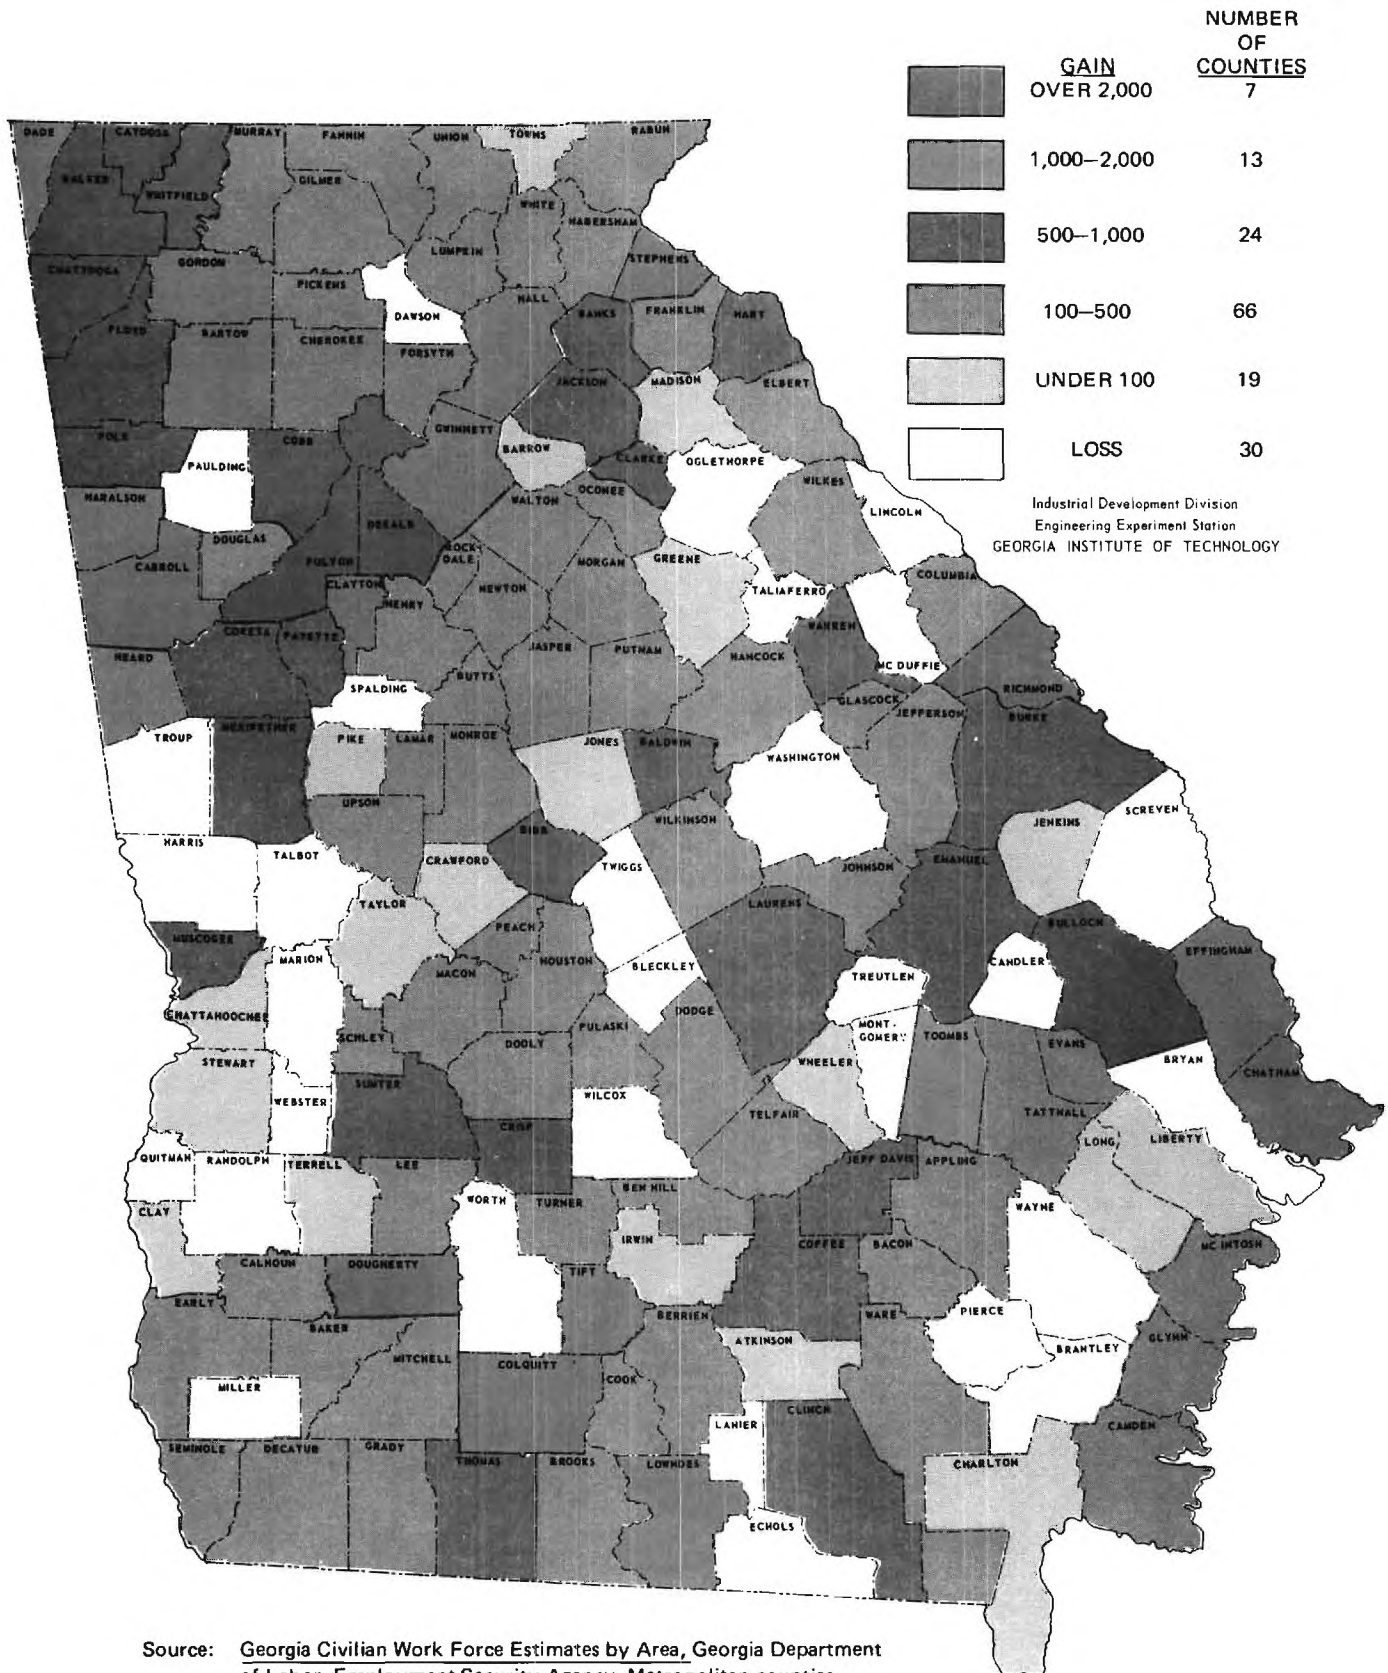 NUMBER
OF
GAIN COUNTIES
OVER 2,000 7
1,000–2,000 13
500–1,000 24
100–500 66
UNDER 100 19
LOSS 30
Industrial Development Division
Engineering Experiment Station
GEORGIA INSTITUTE OF TECHNOLOGY
DADE CATOOSA MURRAY FANNIN UNION TOWNS RABUN
WALKER WHITFIELD GILMER WHITE HABERSHAM
CHATTOOGA GORDON PICKENS LUMPKIN STEPHENS
DAWSON HALL BANKS FRANKLIN HART
FLOYD BARTOW CHEROKEE FORSYTH
JACKSON MADISON ELBERT
POLK PAULDING COBB GWINNETT BARROW CLARKE OGLETHORPE
HARALSON WALTON OCONEE WILKES LINCOLN
DOUGLAS DEKALB
CARROLL FULTON ROCK-
DALE MORGAN GREENE COLUMBIA
CLAYTON HENRY NEWTON TALIAFERRO
HEARD COWETA FAYETTE JASPER PUTNAM HANCOCK WARREN MC DUFFIE
SPALDING BUTTS GLASCOCK JEFFERSON RICHMOND
TROUP MERIWETHER PIKE LAMAR MONROE JONES BALDWIN WASHINGTON BURKE
UPSON WILKINSON JENKINS SCREVEN
HARRIS TALBOT CRAWFORD BIBB TWIGGS JOHNSON EMANUEL
TAYLOR PEACH LAURENS BULLOCH
MUSCOGEE MARION MACON HOUSTON BLECKLEY TREUTLEN CANDLER EFFINGHAM
CHATTAHOOCHEE SCHLEY DOOLY PULASKI DODGE MONT-
GOMERY TOOMBS EVANS
STEWART WEBSTER SUMTER WILCOX WHEELER BRYAN CHATHAM
CRISP TELFAIR TATTNALL LONG LIBERTY
QUITMAN RANDOLPH TERRELL LEE JEFF DAVIS APPLING
CLAY WORTH TURNER BEN HILL WAYNE
IRWIN COFFEE BACON MC INTOSH
CALHOUN DOUGHERTY TIFT
EARLY BAKER BERRIEN WARE PIERCE
MITCHELL COLQUITT COOK ATKINSON BRANTLEY GLYNN
MILLER LANIER CLINCH CAMDEN
SEMINOLE DECATUR GRADY THOMAS BROOKS LOWNDES CHARLTON
ECHOLS
Source: Georgia Civilian Work Force Estimates by Area, Georgia Department
of Labor, Employment Security Agency. Metropolitan counties